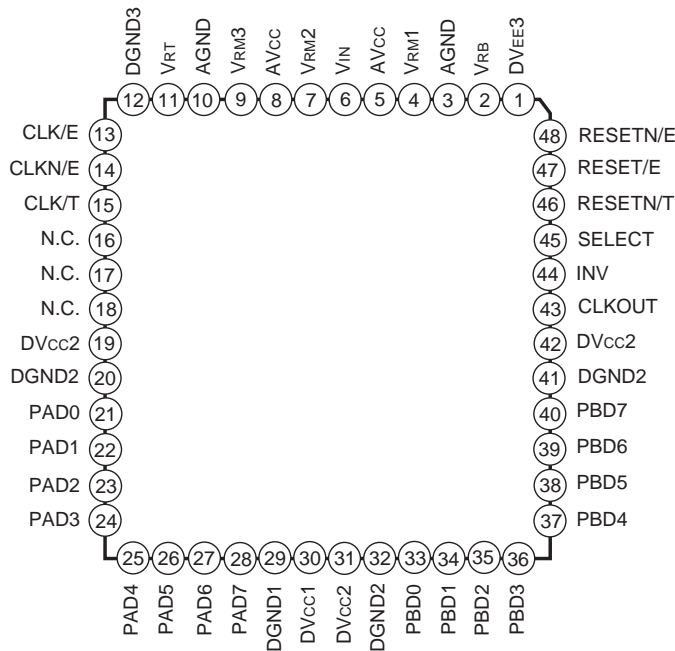 DGND3
VRT
AGND
VRM3
AVCC
VRM2
VIN
AVCC
VRM1
AGND
VRB
DVEE3
12 11 10 9 8 7 6 5 4 3 2 1
CLK/E 13
CLKN/E 14
CLK/T 15
N.C. 16
N.C. 17
N.C. 18
DVCC2 19
DGND2 20
PAD0 21
PAD1 22
PAD2 23
PAD3 24
48 RESETN/E
47 RESET/E
46 RESETN/T
45 SELECT
44 INV
43 CLKOUT
42 DVCC2
41 DGND2
40 PBD7
39 PBD6
38 PBD5
37 PBD4
25 26 27 28 29 30 31 32 33 34 35 36
PAD4
PAD5
PAD6
PAD7
DGND1
DVCC1
DVCC2
DGND2
PBD0
PBD1
PBD2
PBD3